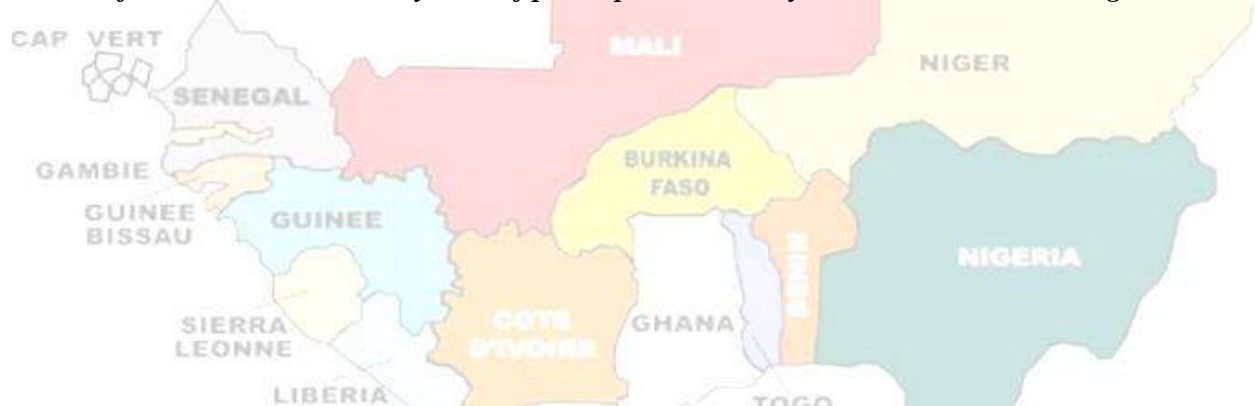 CAP VERT
MALI
NIGER
SENEGAL
BURKINA
FASO
GAMBIE
GUINEE
BISSAU
GUINEE
NIGERIA
BENIN
SIERRA
LEONNE
COTE
D'IVOIRE
GHANA
LIBERIA
TOGO